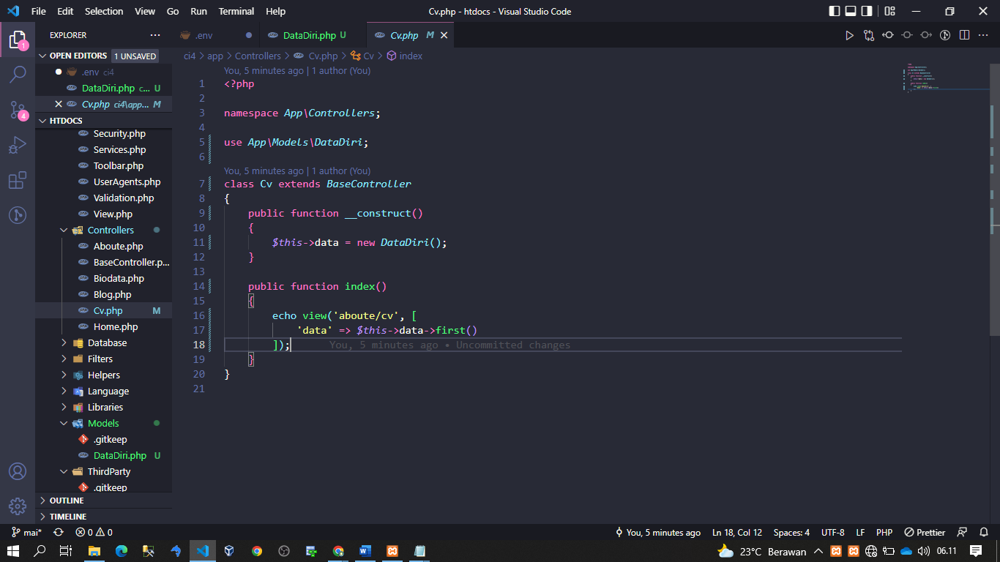 File Edit Selection View Go Run Terminal Help Cv.php - htdocs - Visual Studio Code
EXPLORER ...
.env
DataDiri.php U
Cv.php M
OPEN EDITORS 1 UNSAVED
.env ci4
DataDiri.php c... U
Cv.php ci4\app... M
HTDOCS
Security.php
Services.php
Toolbar.php
UserAgents.php
Validation.php
View.php
Controllers
Aboute.php
BaseController.p...
Biodata.php
Blog.php
Cv.php M
Home.php
Database
Filters
Helpers
Language
Libraries
Models
.gitkeep
DataDiri.php U
ThirdParty
.gitkeep
OUTLINE
TIMELINE
1
4
ci4 > app > Controllers > Cv.php > Cv > index
You, 5 minutes ago | 1 author (You)
1 <?php
2
3 namespace App\Controllers;
4
5 use App\Models\DataDiri;
6
You, 5 minutes ago | 1 author (You)
7 class Cv extends BaseController
8 {
9 public function __construct()
10 {
11 $this->data = new DataDiri();
12 }
13
14 public function index()
15 {
16 echo view('aboute/cv', [
17 'data' => $this->data->first()
18 ]); You, 5 minutes ago • Uncommitted changes
19 }
20 }
21
mai* 0 0 You, 5 minutes ago Ln 18, Col 12 Spaces: 4 UTF-8 LF PHP Prettier
23°C Berawan 06.11